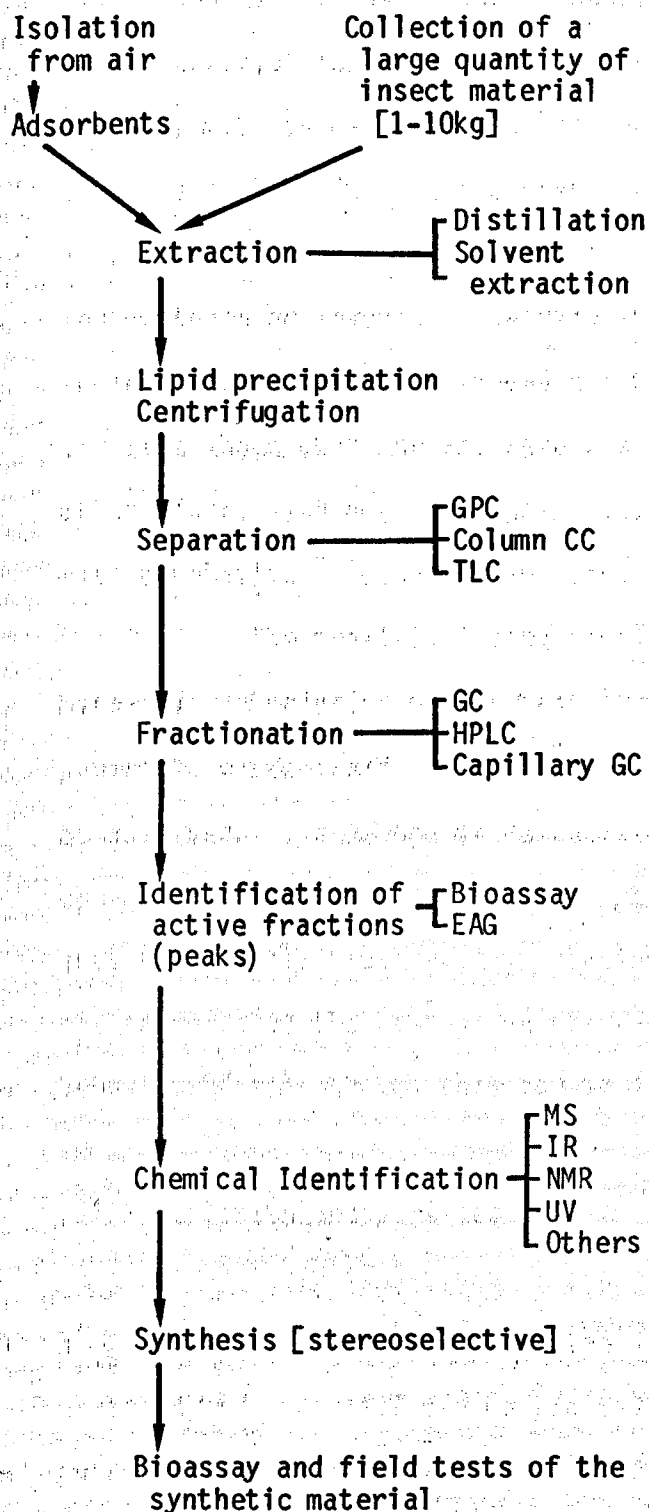 Isolation
from air
Adsorbents
Collection of a
large quantity of
insect material
[1-10kg]
Extraction
Distillation
Solvent
extraction
Lipid precipitation
Centrifugation
Separation
GPC
Column CC
TLC
Fractionation
GC
HPLC
Capillary GC
Identification of
active fractions
(peaks)
Bioassay
EAG
Chemical Identification
MS
IR
NMR
UV
Others
Synthesis [stereoselective]
Bioassay and field tests of the
synthetic material